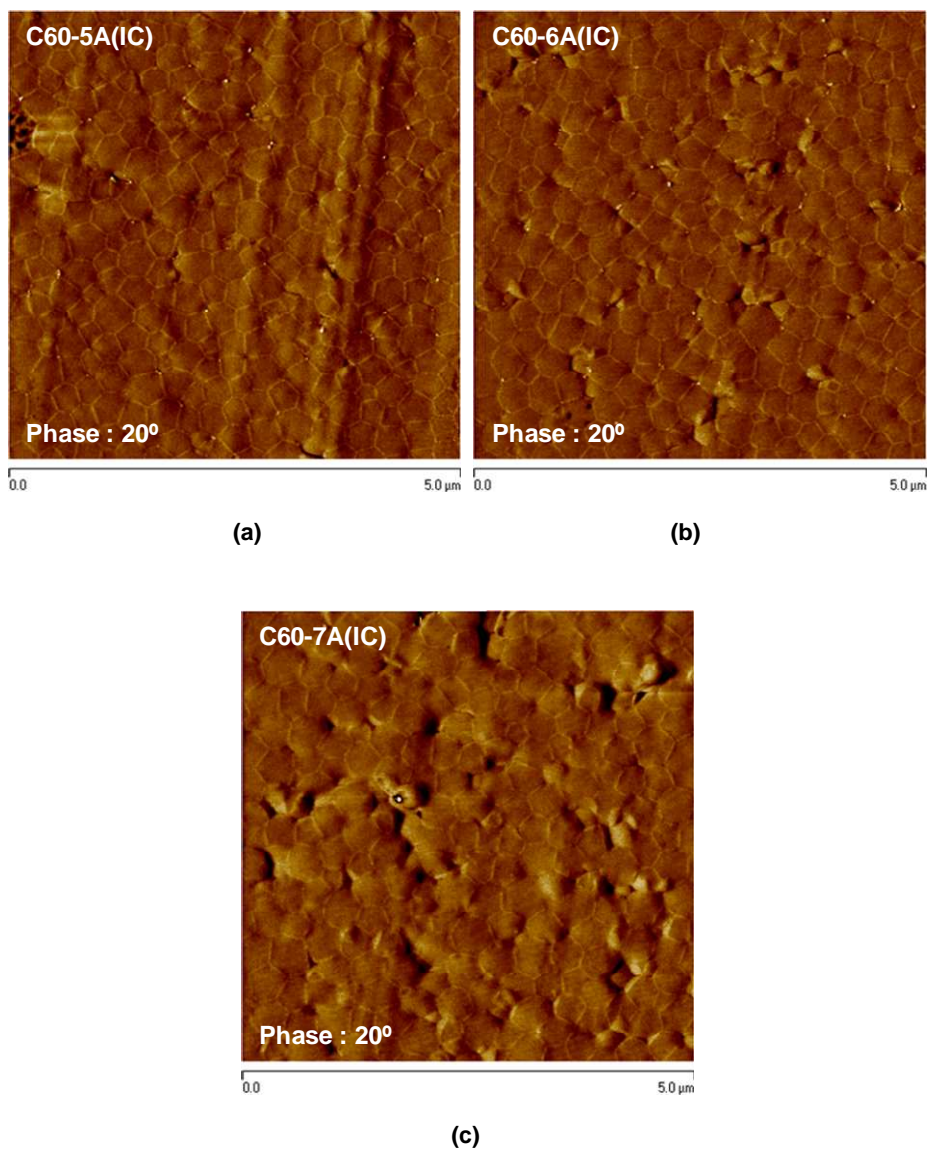 C60-5A(IC)
C60-6A(IC)
Phase : 20º
Phase : 20º
0.0
5.0 µm
0.0
5.0 µm
(a)
(b)
C60-7A(IC)
Phase : 20º
0.0
5.0 µm
(c)